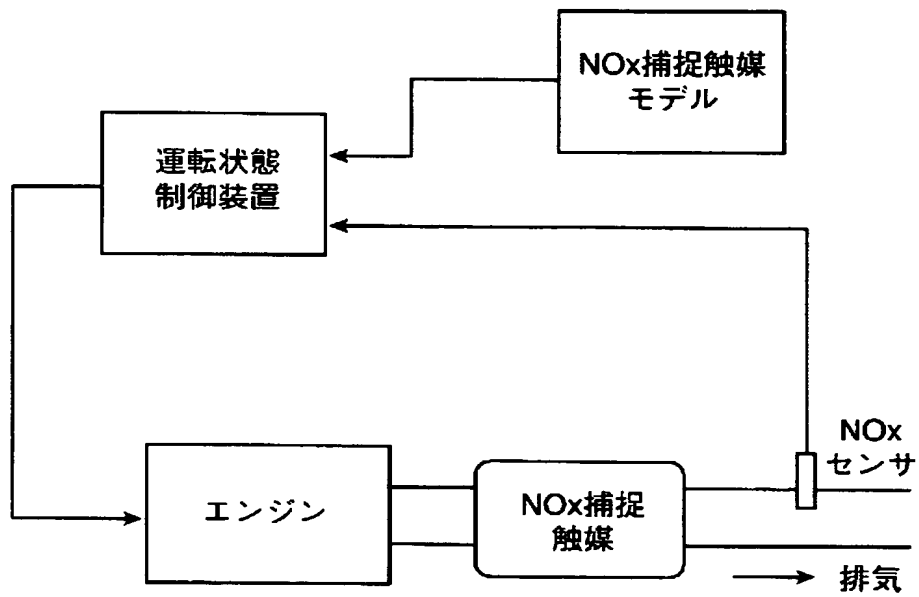 NOx捕捉触媒
モデル
運転状態
制御装置
NOx
センサ
エンジン
NOx捕捉
触媒
排気